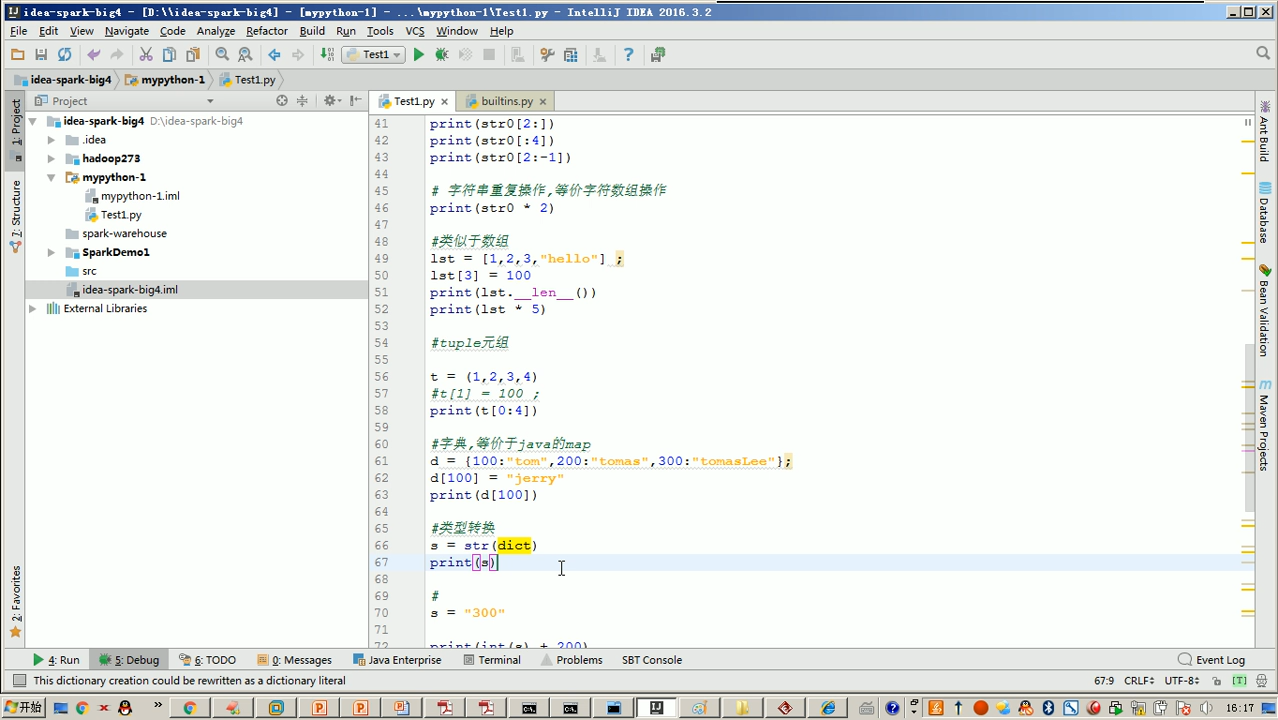 idea-spark-big4 - [D:\\idea-spark-big4] - [mypython-1] - ...\mypython-1\Test1.py - IntelliJ IDEA 2016.3.2
File Edit View Navigate Code Analyze Refactor Build Run Tools VCS Window Help
Test1
idea-spark-big4 mypython-1 Test1.py
Project
Test1.py
builtins.py
1: Project
7: Structure
2: Favorites
idea-spark-big4 D:\idea-spark-big4
.idea
hadoop273
mypython-1
mypython-1.iml
Test1.py
spark-warehouse
SparkDemo1
src
idea-spark-big4.iml
External Libraries
41 print(str0[2:])
42 print(str0[:4])
43 print(str0[2:-1])
44
45 # 字符串重复操作,等价字符数组操作
46 print(str0 * 2)
47
48 #类似于数组
49 lst = [1,2,3,"hello"] ;
50 lst[3] = 100
51 print(lst.__len__())
52 print(lst * 5)
53
54 #tuple元组
55
56 t = (1,2,3,4)
57 #t[1] = 100 ;
58 print(t[0:4])
59
60 #字典,等价于java的map
61 d = {100:"tom",200:"tomas",300:"tomasLee"};
62 d[100] = "jerry"
63 print(d[100])
64
65 #类型转换
66 s = str(dict)
67 print(s)
68
69 #
70 s = "300"
71
72 print(int(s) + 200)
Ant Build
Database
Bean Validation
Maven Projects
4: Run 5: Debug 6: TODO 0: Messages Java Enterprise Terminal Problems SBT Console Event Log
This dictionary creation could be rewritten as a dictionary literal 67:9 CRLF UTF-8 [T]
开始 16:17